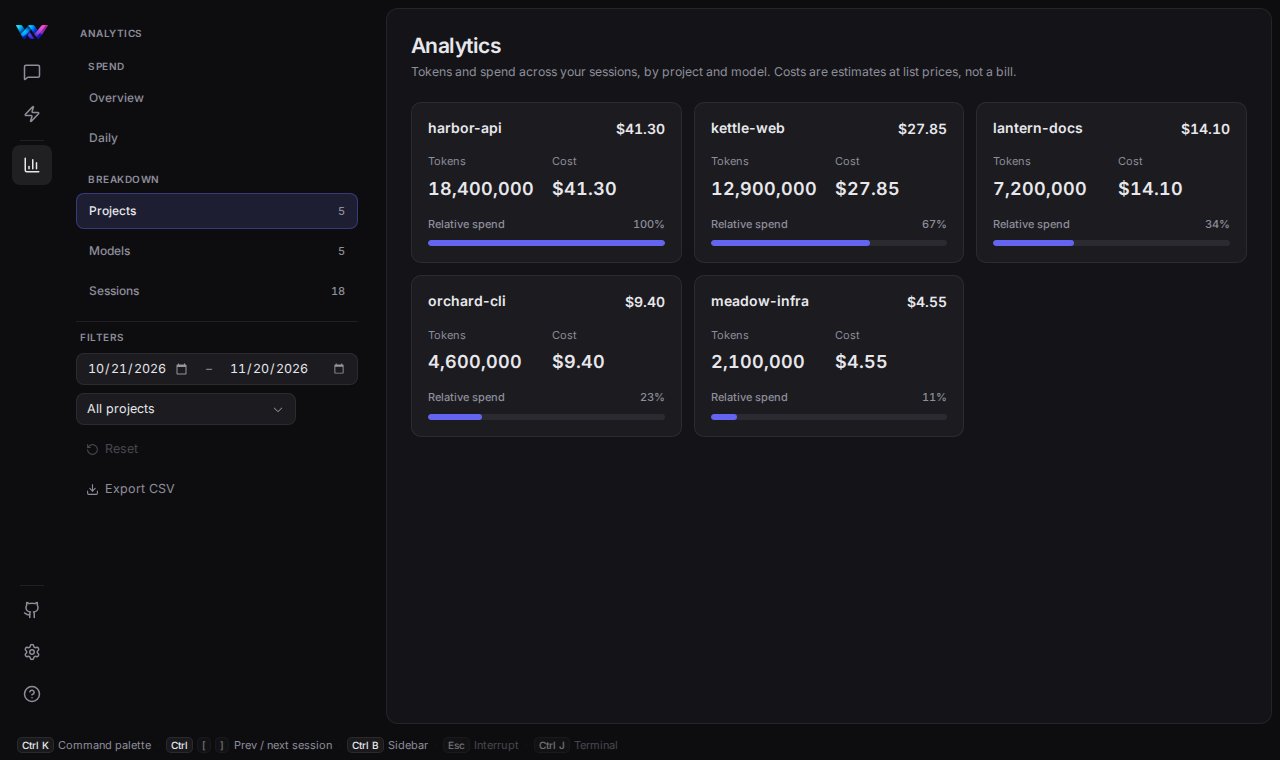 ANALYTICS
SPEND
Overview
Daily
BREAKDOWN
Projects 5
Models 5
Sessions 18
FILTERS
10/21/2026 – 11/20/2026
All projects
Reset
Export CSV
Analytics
Tokens and spend across your sessions, by project and model. Costs are estimates at list prices, not a bill.
harbor-api $41.30
Tokens Cost
18,400,000 $41.30
Relative spend 100%
kettle-web $27.85
Tokens Cost
12,900,000 $27.85
Relative spend 67%
lantern-docs $14.10
Tokens Cost
7,200,000 $14.10
Relative spend 34%
orchard-cli $9.40
Tokens Cost
4,600,000 $9.40
Relative spend 23%
meadow-infra $4.55
Tokens Cost
2,100,000 $4.55
Relative spend 11%
Ctrl K Command palette Ctrl [ ] Prev / next session Ctrl B Sidebar Esc Interrupt Ctrl J Terminal